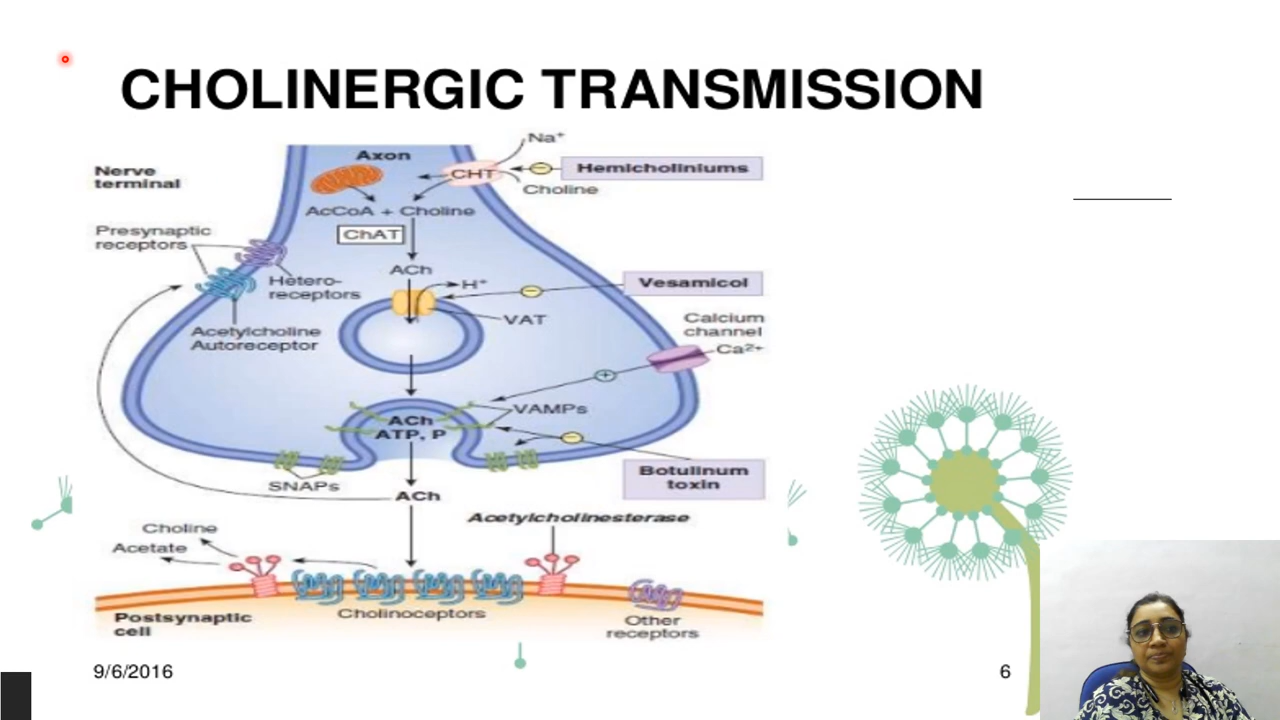 CHOLINERGIC TRANSMISSION
Na⁺
Axon
Hemicholiniums
CHT
Nerve
terminal
Choline
AcCoA + Choline
Presynaptic
receptors
ChAT
ACh
H⁺
Hetero-
receptors
Vesamicol
VAT
Calcium
channel
Acetylcholine
Autoreceptor
Ca²⁺
VAMPs
ACh
ATP, P
Botulinum
toxin
SNAPs
ACh
Acetylcholinesterase
Choline
Acetate
Cholinoceptors
Postsynaptic
cell
Other
receptors
9/6/2016
6